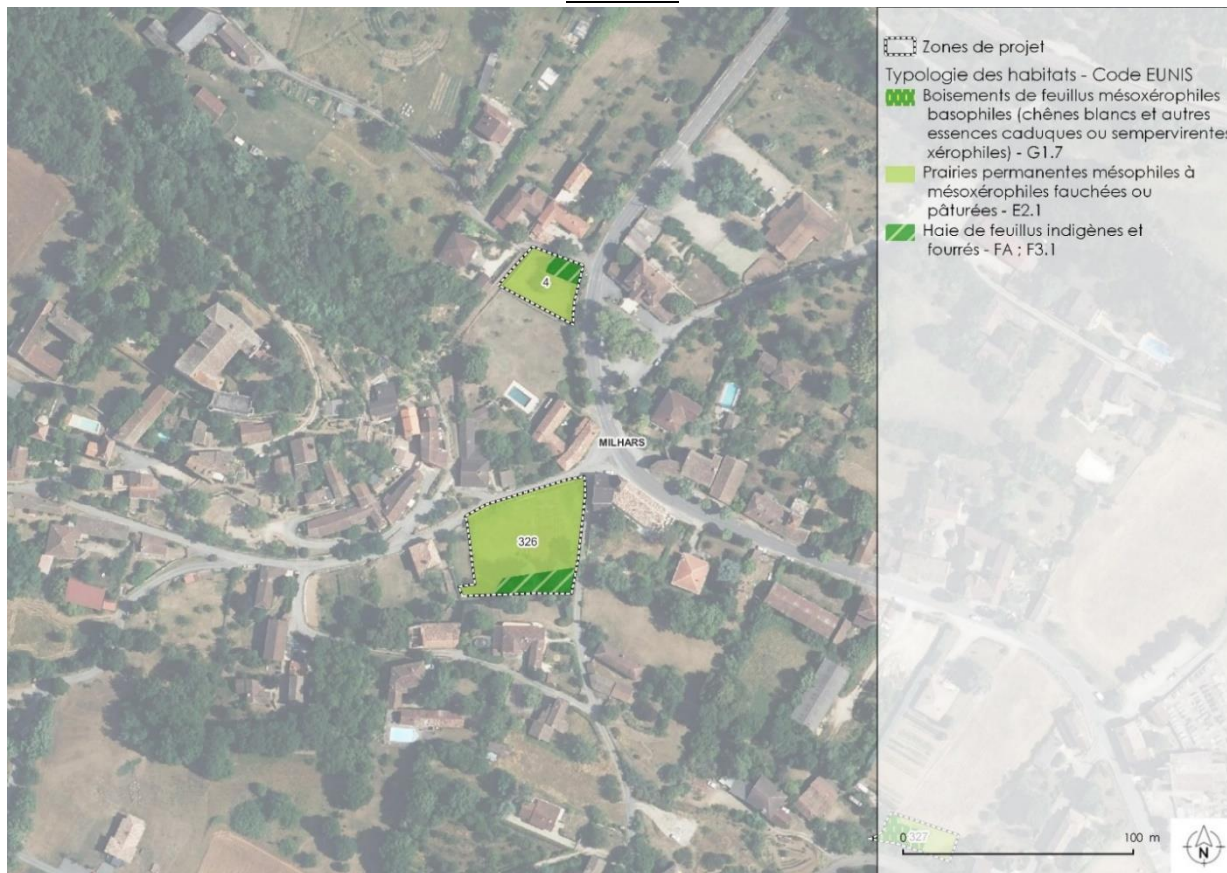 Zones de projet
Typologie des habitats - Code EUNIS
Boisements de feuillus mésoxérophiles
basophiles (chênes blancs et autres
essences caduques ou sempervirentes
xérophiles) - G1.7
Prairies permanentes mésophiles à
mésoxérophiles fauchées ou
pâturées - E2.1
Haie de feuillus indigènes et
fourrés - FA ; F3.1
4
MILHARS
326
327
0 100 m
N